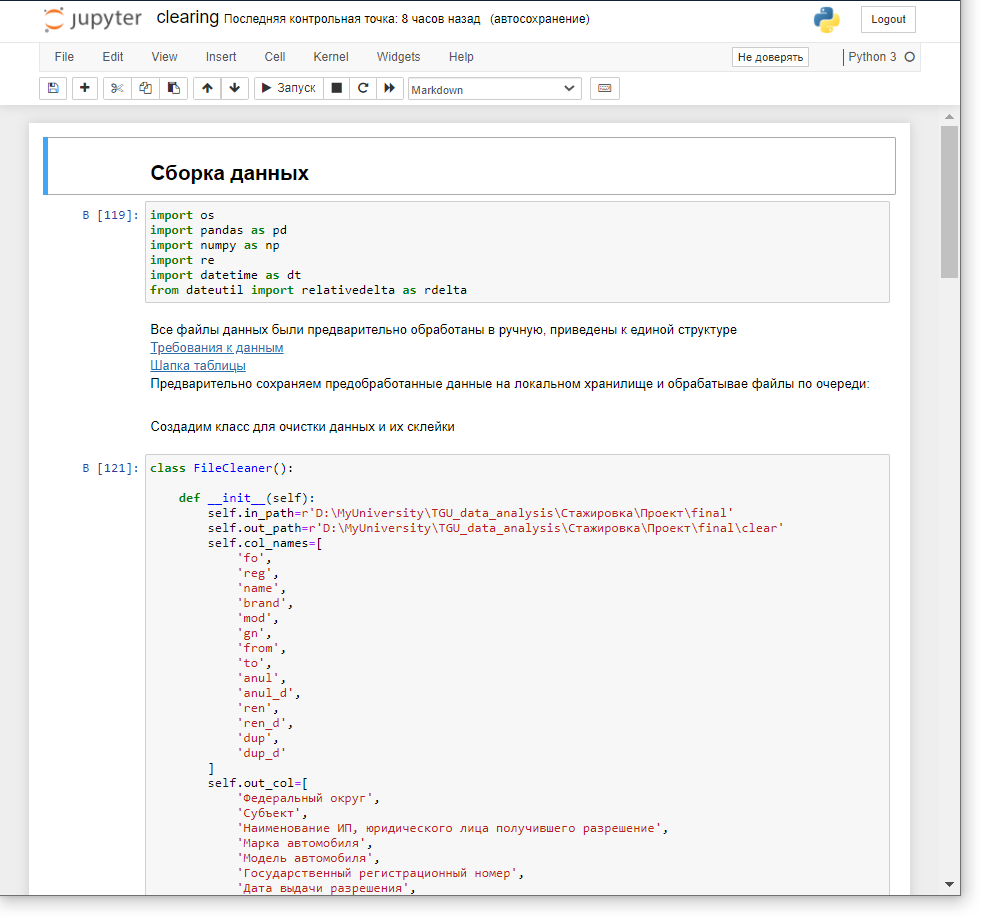 jupyter clearing Последняя контрольная точка: 8 часов назад (автосохранение) Logout
File Edit View Insert Cell Kernel Widgets Help Не доверять Python 3
Запуск Markdown
Сборка данных
В [119]:
import os
import pandas as pd
import numpy as np
import re
import datetime as dt
from dateutil import relativedelta as rdelta
Все файлы данных были предварительно обработаны в ручную, приведены к единой структуре
Требования к данным
Шапка таблицы
Предварительно сохраняем предобработанные данные на локальном хранилище и обрабатывае файлы по очереди:
Создадим класс для очистки данных и их склейки
В [121]:
class FileCleaner():
def __init__(self):
self.in_path=r'D:\MyUniversity\TGU_data_analysis\Стажировка\Проект\final'
self.out_path=r'D:\MyUniversity\TGU_data_analysis\Стажировка\Проект\final\clear'
self.col_names=[
'fo',
'reg',
'name',
'brand',
'mod',
'gn',
'from',
'to',
'anul',
'anul_d',
'ren',
'ren_d',
'dup',
'dup_d'
]
self.out_col=[
'Федеральный округ',
'Субъект',
'Наименование ИП, юридического лица получившего разрешение',
'Марка автомобиля',
'Модель автомобиля',
'Государственный регистрационный номер',
'Дата выдачи разрешения',